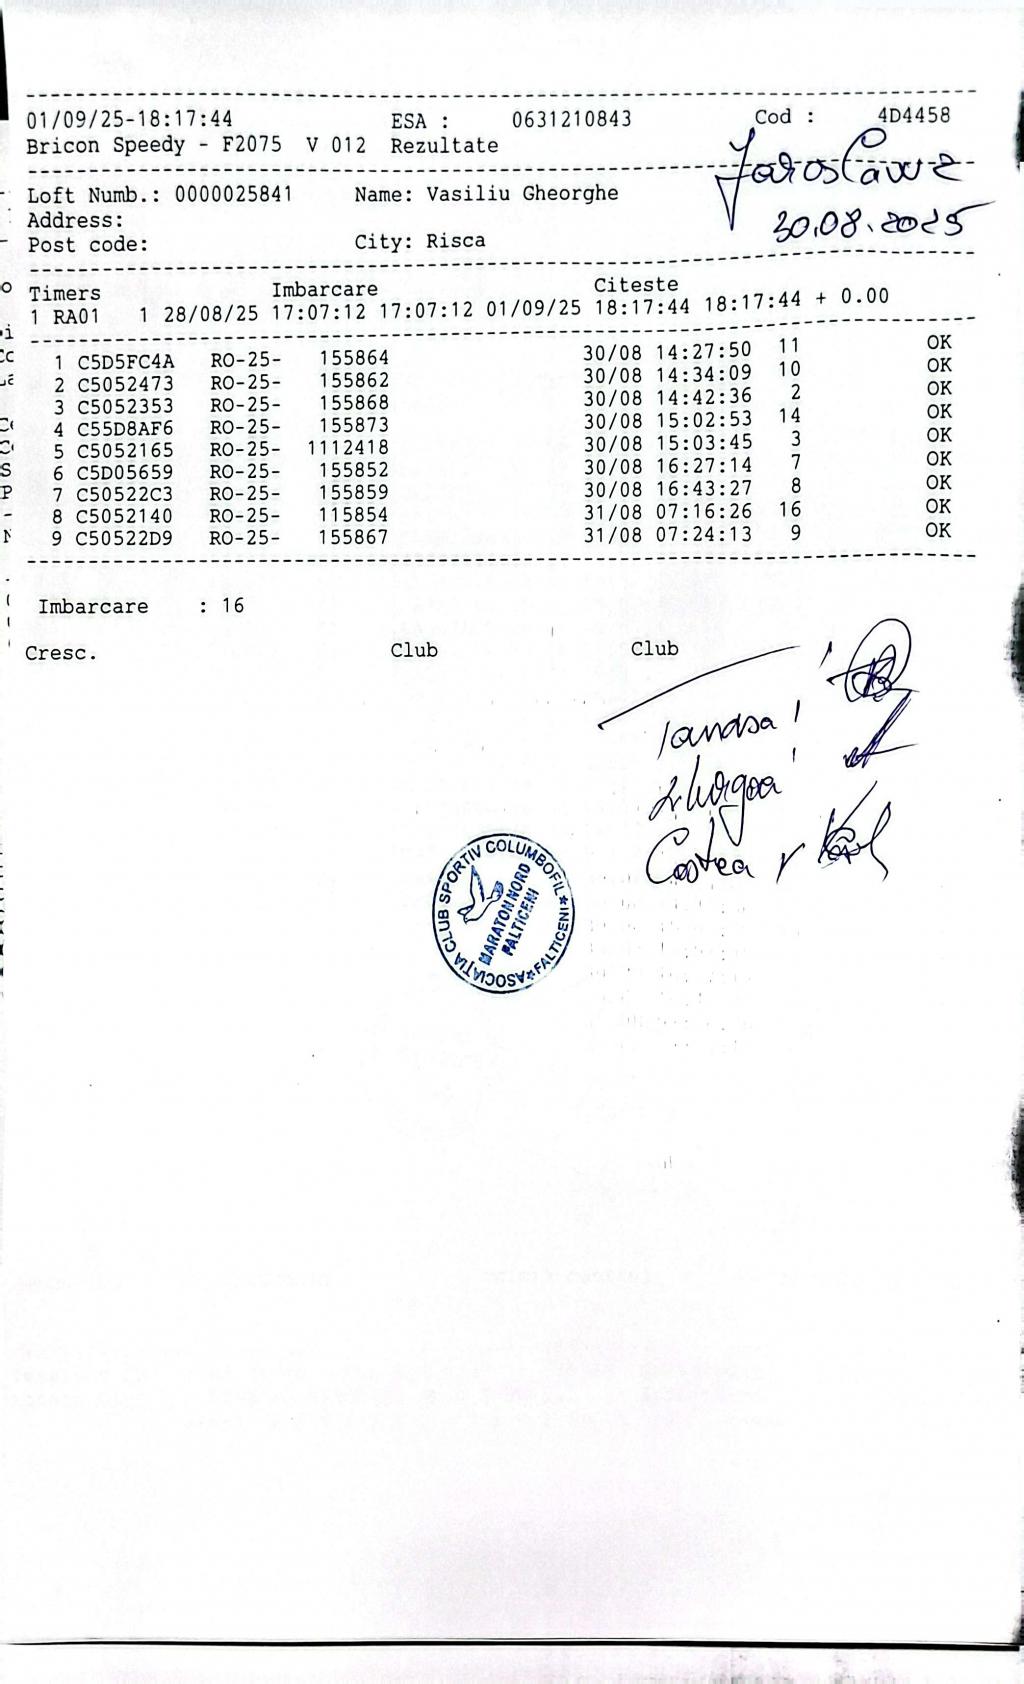 01/09/25-18:17:44 ESA : 0631210843 Cod : 4D4458
Bricon Speedy - F2075 V 012 Rezultate
Jaroslawe
30.08.2025
Loft Numb.: 0000025841 Name: Vasiliu Gheorghe
Address:
Post code: City: Risca
Timers Imbarcare Citeste
1 RA01 1 28/08/25 17:07:12 17:07:12 01/09/25 18:17:44 18:17:44 + 0.00
1 C5D5FC4A RO-25- 155864 30/08 14:27:50 11 OK
2 C5052473 RO-25- 155862 30/08 14:34:09 10 OK
3 C5052353 RO-25- 155868 30/08 14:42:36 2 OK
4 C55D8AF6 RO-25- 155873 30/08 15:02:53 14 OK
5 C5052165 RO-25- 1112418 30/08 15:03:45 3 OK
6 C5D05659 RO-25- 155852 30/08 16:27:14 7 OK
7 C50522C3 RO-25- 155859 30/08 16:43:27 8 OK
8 C5052140 RO-25- 115854 31/08 07:16:26 16 OK
9 C50522D9 RO-25- 155867 31/08 07:24:13 9 OK
Imbarcare : 16
Cresc. Club Club
Costea
ASOCIAŢIA CLUB SPORTIV COLUMBOFIL * FALTICENI *
MARATON NORD
FALTICENI